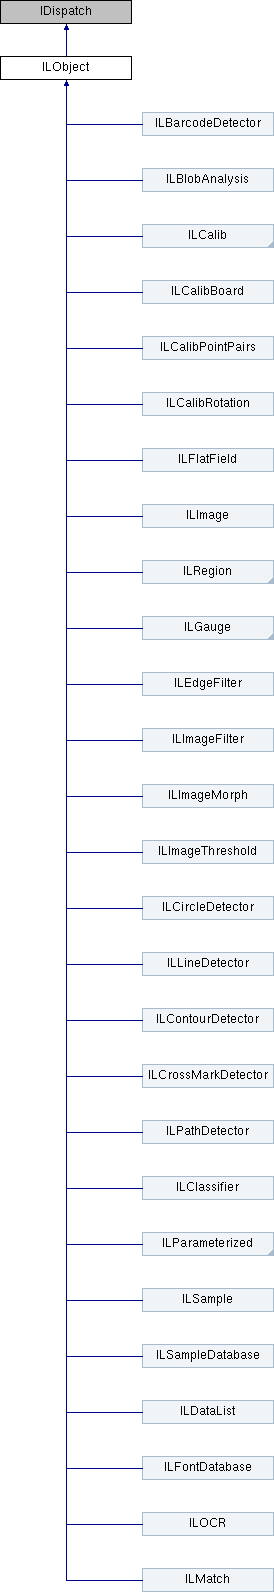 IDispatch
ILObject
ILBarcodeDetector
ILBlobAnalysis
ILCalib
ILCalibBoard
ILCalibPointPairs
ILCalibRotation
ILFlatField
ILImage
ILRegion
ILGauge
ILEdgeFilter
ILImageFilter
ILImageMorph
ILImageThreshold
ILCircleDetector
ILLineDetector
ILContourDetector
ILCrossMarkDetector
ILPathDetector
ILClassifier
ILParameterized
ILSample
ILSampleDatabase
ILDataList
ILFontDatabase
ILOCR
ILMatch